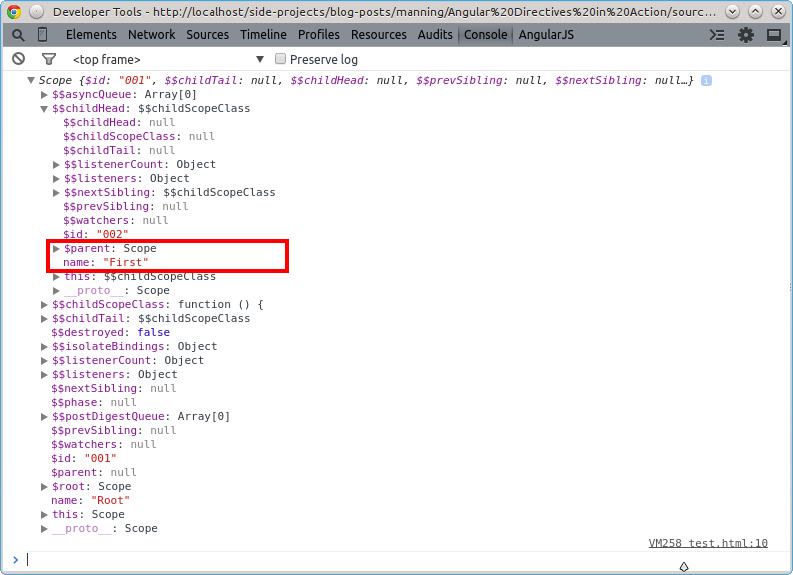 Developer Tools - http://localhost/side-projects/blog-posts/manning/Angular%20Directives%20in%20Action/sourc...
Elements Network Sources Timeline Profiles Resources Audits Console AngularJS
<top frame> Preserve log
Scope {$id: "001", $$childTail: null, $$childHead: null, $$prevSibling: null, $$nextSibling: null…}
$$asyncQueue: Array[0]
$$childHead: $$childScopeClass
$$childHead: null
$$childScopeClass: null
$$childTail: null
$$listenerCount: Object
$$listeners: Object
$$nextSibling: $$childScopeClass
$$prevSibling: null
$$watchers: null
$id: "002"
$parent: Scope
name: "First"
this: $$childScopeClass
__proto__: Scope
$$childScopeClass: function () {
$$childTail: $$childScopeClass
$$destroyed: false
$$isolateBindings: Object
$$listenerCount: Object
$$listeners: Object
$$nextSibling: null
$$phase: null
$$postDigestQueue: Array[0]
$$prevSibling: null
$$watchers: null
$id: "001"
$parent: null
$root: Scope
name: "Root"
this: Scope
__proto__: Scope
VM258 test.html:10